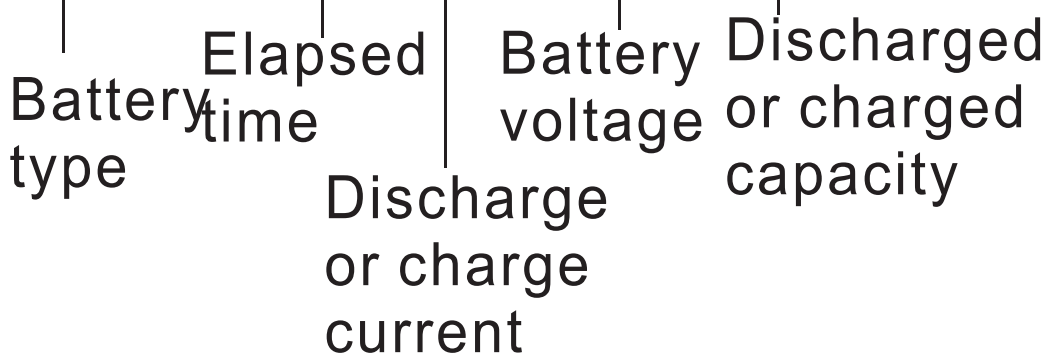 Battery
type
Elapsed
time
Discharge
or charge
current
Battery
voltage
Discharged
or charged
capacity